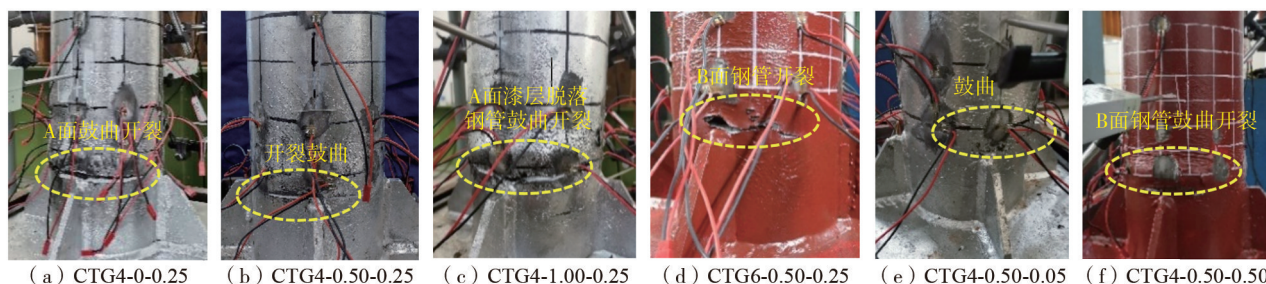 A面鼓曲开裂
开裂鼓曲
A面漆层脱落
钢管鼓曲开裂
B面钢管开裂
鼓曲
B面钢管鼓曲开裂
（a）CTG4-0-0.25
（b）CTG4-0.50-0.25
（c）CTG4-1.00-0.25
（d）CTG6-0.50-0.25
（e）CTG4-0.50-0.05
（f）CTG4-0.50-0.50